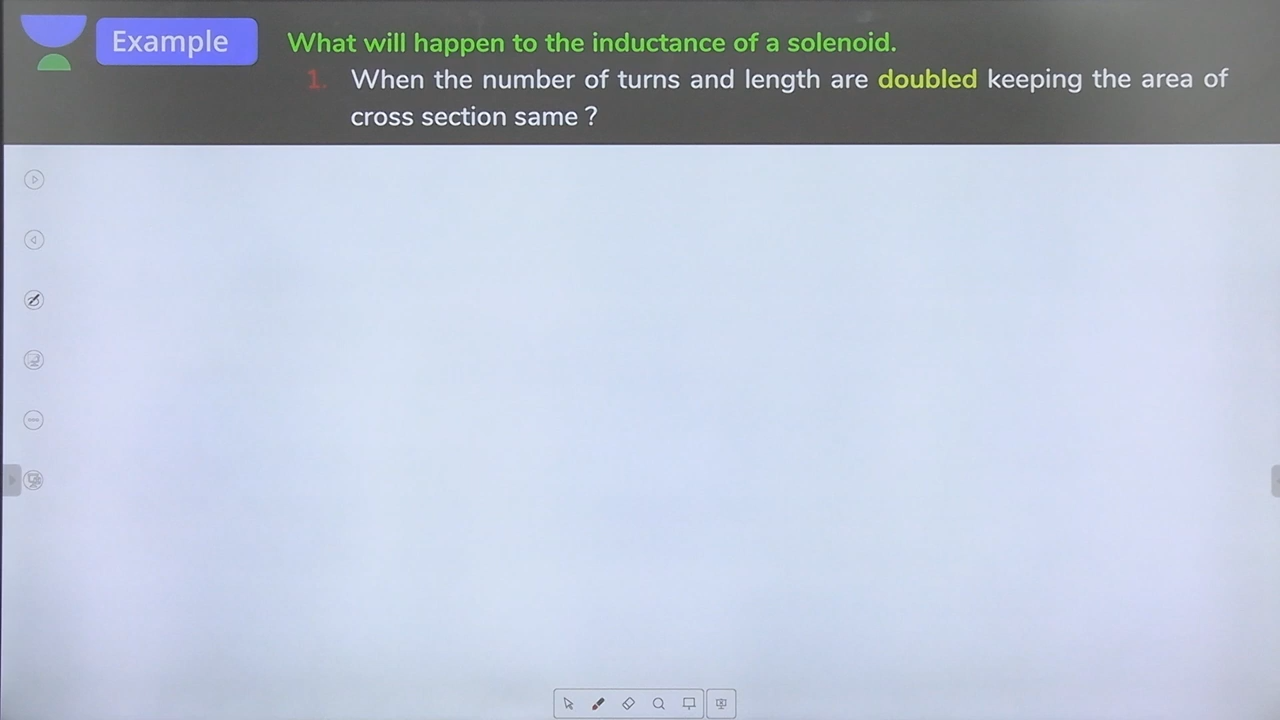 Example
What will happen to the inductance of a solenoid.
1. When the number of turns and length are doubled keeping the area of
cross section same ?